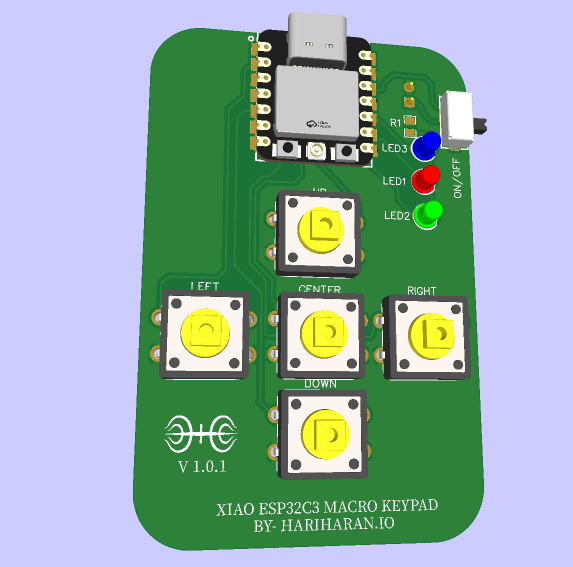 R1
LED3
LED1
ON/OFF
UP
LED2
LEFT
CENTER
RIGHT
DOWN
V 1.0.1
XIAO ESP32C3 MACRO KEYPAD
BY- HARIHARAN.IO